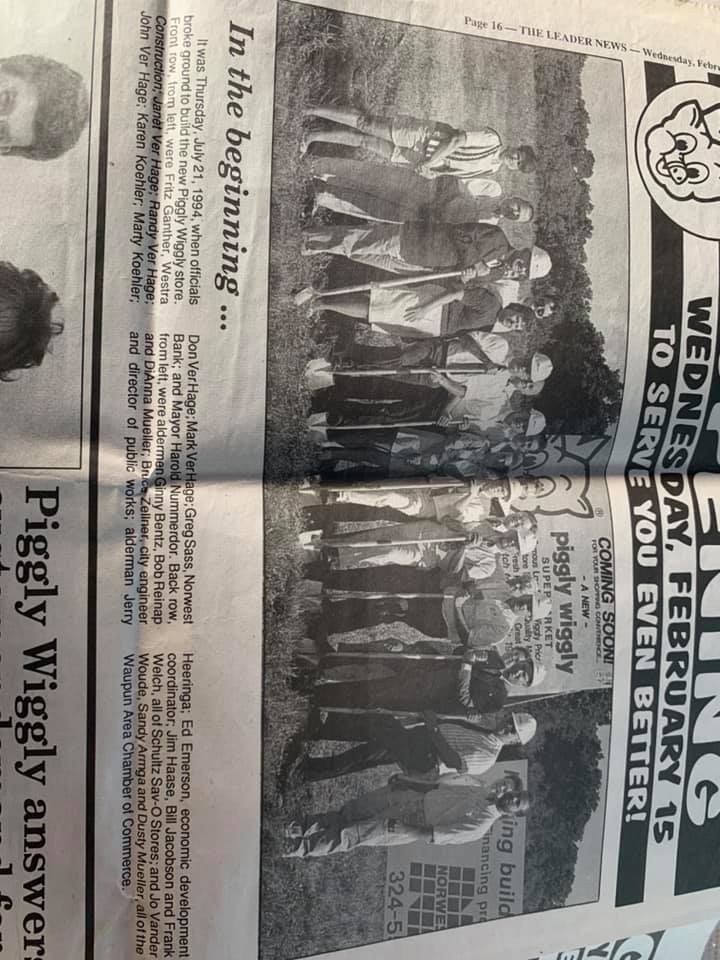 Page 16 — THE LEADER NEWS — Wednesday,
WEDNESDAY, FEBRUARY 15
TO SERVE YOU EVEN BETTER!
COMING SOON!
FOR YOUR SHOPPING CONVENIENCE...
- A NEW -
piggly wiggly
®
324-5
In the beginning ...
It was Thursday, July 21, 1994, when officials
broke ground to build the new Piggly Wiggly store.
Front row, from left, were Fritz Ganther, Westra
Construction; Janet Ver Hage; Randy Ver Hage;
John Ver Hage; Karen Koehler; Marty Koehler;
Don Ver Hage; Mark Ver Hage; Greg Sass, Norwest
Bank; and Mayor Harold Nummerdor. Back row,
from left, were aldermen Ginny Bentz, Bob Reinap
and DiAnna Mueller; Bruce Zellner, city engineer
and director of public works; alderman Jerry
Heeringa; Ed Emerson, economic development
coordinator; Jim Haase, Bill Jacobson and Frank
Welch, all of Schultz Sav-O Stores; and Jo Vander
Woude, Sandy Armga and Dusty Mueller, all of the
Waupun Area Chamber of Commerce.
Piggly Wiggly answers